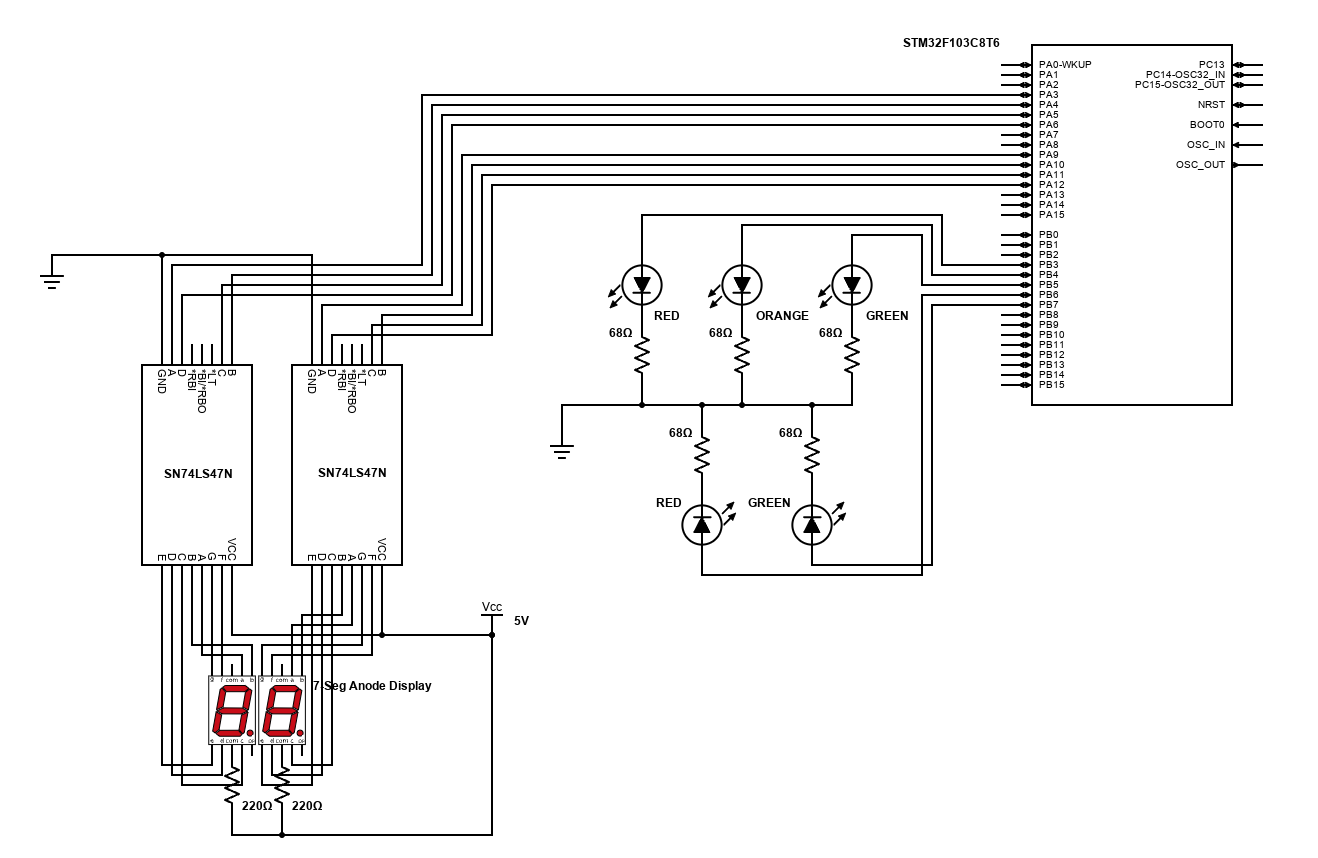 STM32F103C8T6
PA0-WKUP
PA1
PA2
PA3
PA4
PA5
PA6
PA7
PA8
PA9
PA10
PA11
PA12
PA13
PA14
PA15
PB0
PB1
PB2
PB3
PB4
PB5
PB6
PB7
PB8
PB9
PB10
PB11
PB12
PB13
PB14
PB15
PC13
PC14-OSC32_IN
PC15-OSC32_OUT
NRST
BOOT0
OSC_IN
OSC_OUT
RED
ORANGE
GREEN
68Ω
68Ω
68Ω
68Ω
68Ω
RED
GREEN
GND
A
D
*RBI
*BI/*RBO
*LT
C
B
SN74LS47N
E
D
C
B
A
G
F
VCC
GND
A
D
*RBI
*BI/*RBO
*LT
C
B
SN74LS47N
E
D
C
B
A
G
F
VCC
Vcc
5V
g f com a b
e d com c DP
g f com a b
e d com c DP
7-Seg Anode Display
220Ω
220Ω